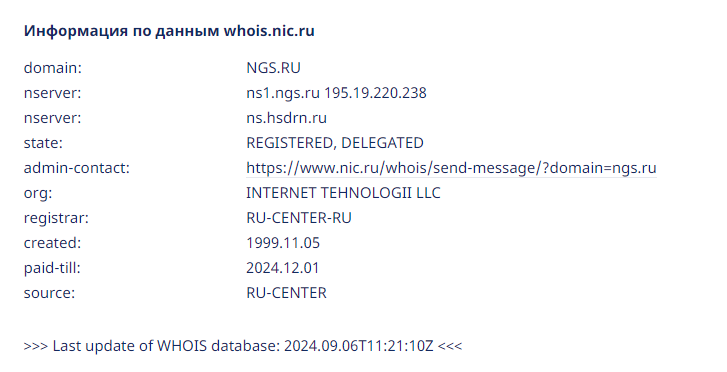 Информация по данным whois.nic.ru
domain: NGS.RU
nserver: ns1.ngs.ru 195.19.220.238
nserver: ns.hsdrn.ru
state: REGISTERED, DELEGATED
admin-contact: https://www.nic.ru/whois/send-message/?domain=ngs.ru
org: INTERNET TEHNOLOGII LLC
registrar: RU-CENTER-RU
created: 1999.11.05
paid-till: 2024.12.01
source: RU-CENTER
>>> Last update of WHOIS database: 2024.09.06T11:21:10Z <<<